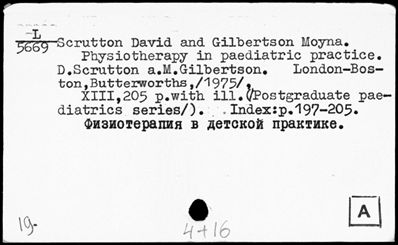 L
5669
Scrutton David and Gilbertson Moyna.
Physiotherapy in paediatric practice.
D.Scrutton a.M.Gilbertson. London-Bos-
ton,Butterworths,/1975/,
XIII,205 p.with ill.(/Postgraduate pae-
diatrics series/). Index:p.197-205.
Физиотерапия в детской практике.
19-
4+16
A